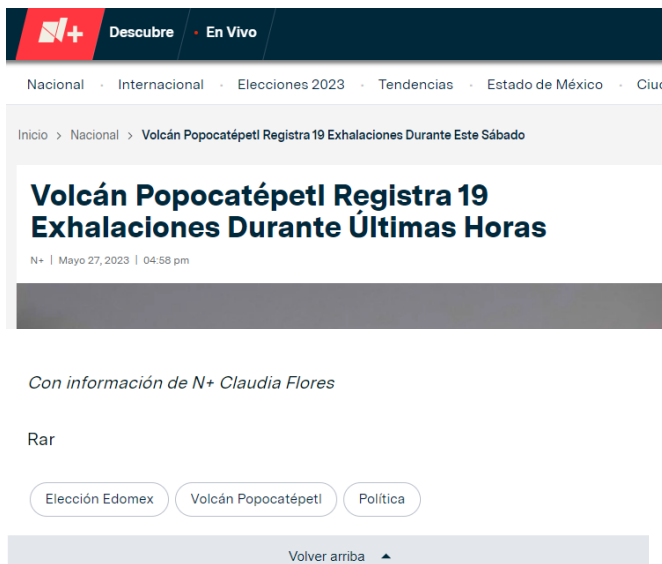 N+ Descubre • En Vivo
Nacional · Internacional · Elecciones 2023 · Tendencias · Estado de México ·
Inicio > Nacional > Volcán Popocatépetl Registra 19 Exhalaciones Durante Este Sábado
Volcán Popocatépetl Registra 19
Exhalaciones Durante Últimas Horas
N+ | Mayo 27, 2023 | 04:58 pm
Con información de N+ Claudia Flores
Rar
Elección Edomex Volcán Popocatépetl Política
Volver arriba